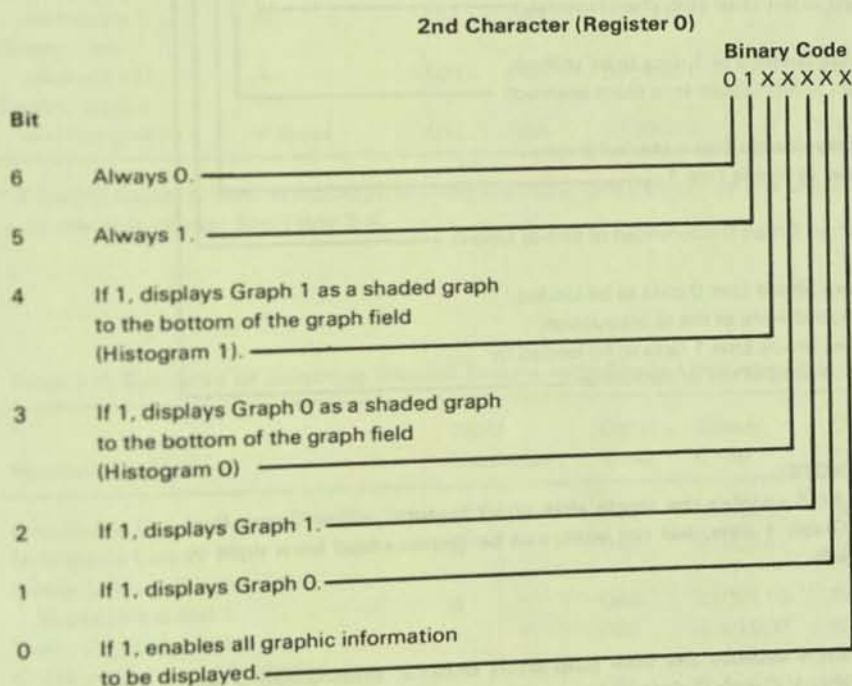 2nd Character (Register 0)
Binary Code
0 1 X X X X X
Bit
6 Always 0.
5 Always 1.
4 If 1, displays Graph 1 as a shaded graph
to the bottom of the graph field
(Histogram 1).
3 If 1, displays Graph 0 as a shaded graph
to the bottom of the graph field
(Histogram 0)
2 If 1, displays Graph 1.
1 If 1, displays Graph 0.
0 If 1, enables all graphic information
to be displayed.